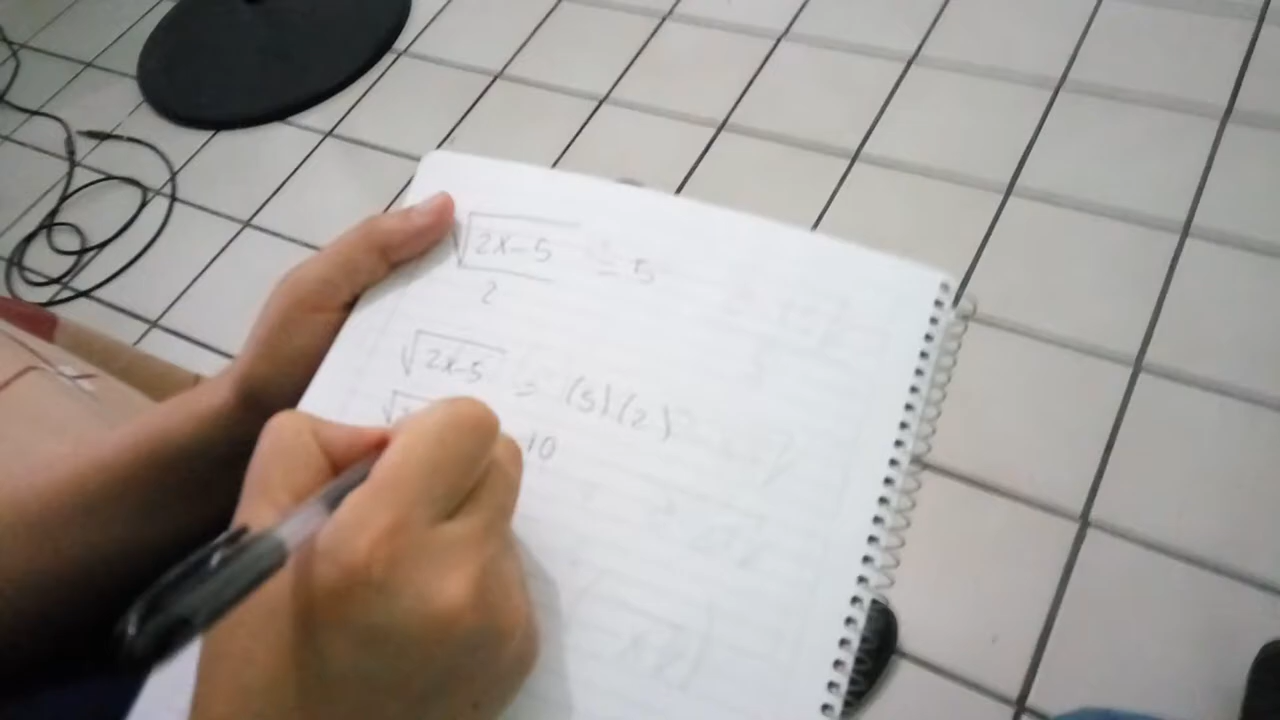 √2x-5 = 5
2
√2x-5 = (5).(2)
10